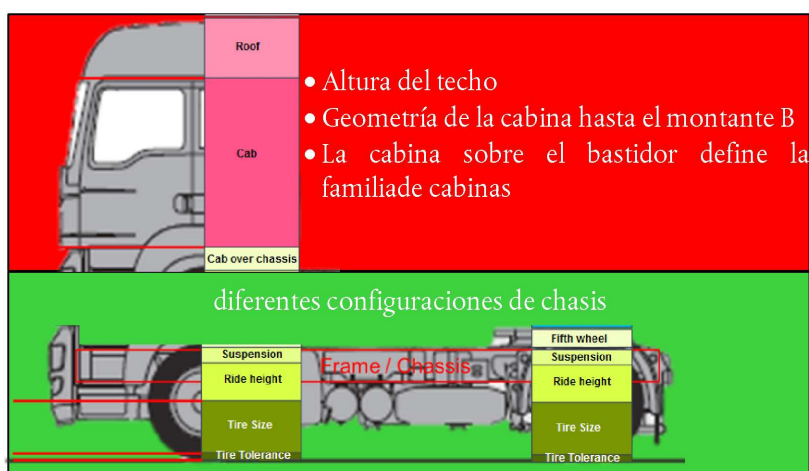 Roof
• Altura del techo
• Geometría de la cabina hasta el montante B
Cab
• La cabina sobre el bastidor define la
familiade cabinas
Cab over chassis
diferentes configuraciones de chasis
Fifth wheel
Suspension
Suspension
Frame / Chassis
Ride height
Ride height
Tire Size
Tire Size
Tire Tolerance
Tire Tolerance